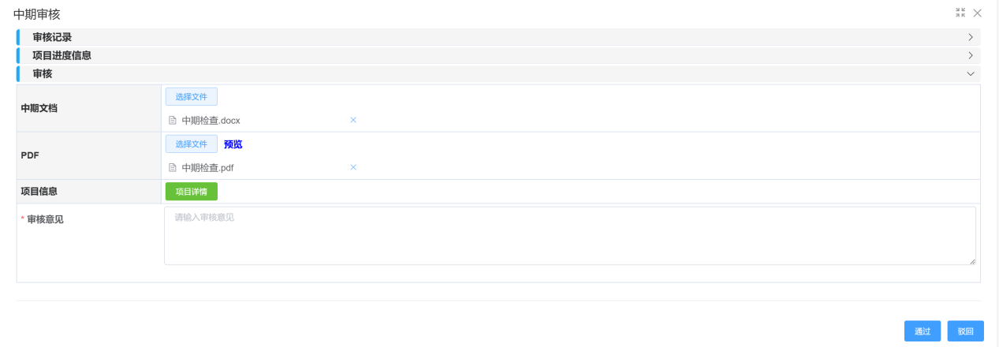 中期审核
审核记录
项目进度信息
审核
中期文档
选择文件
中期检查.docx
PDF
选择文件 预览
中期检查.pdf
项目信息
项目详情
* 审核意见
请输入审核意见
通过 驳回